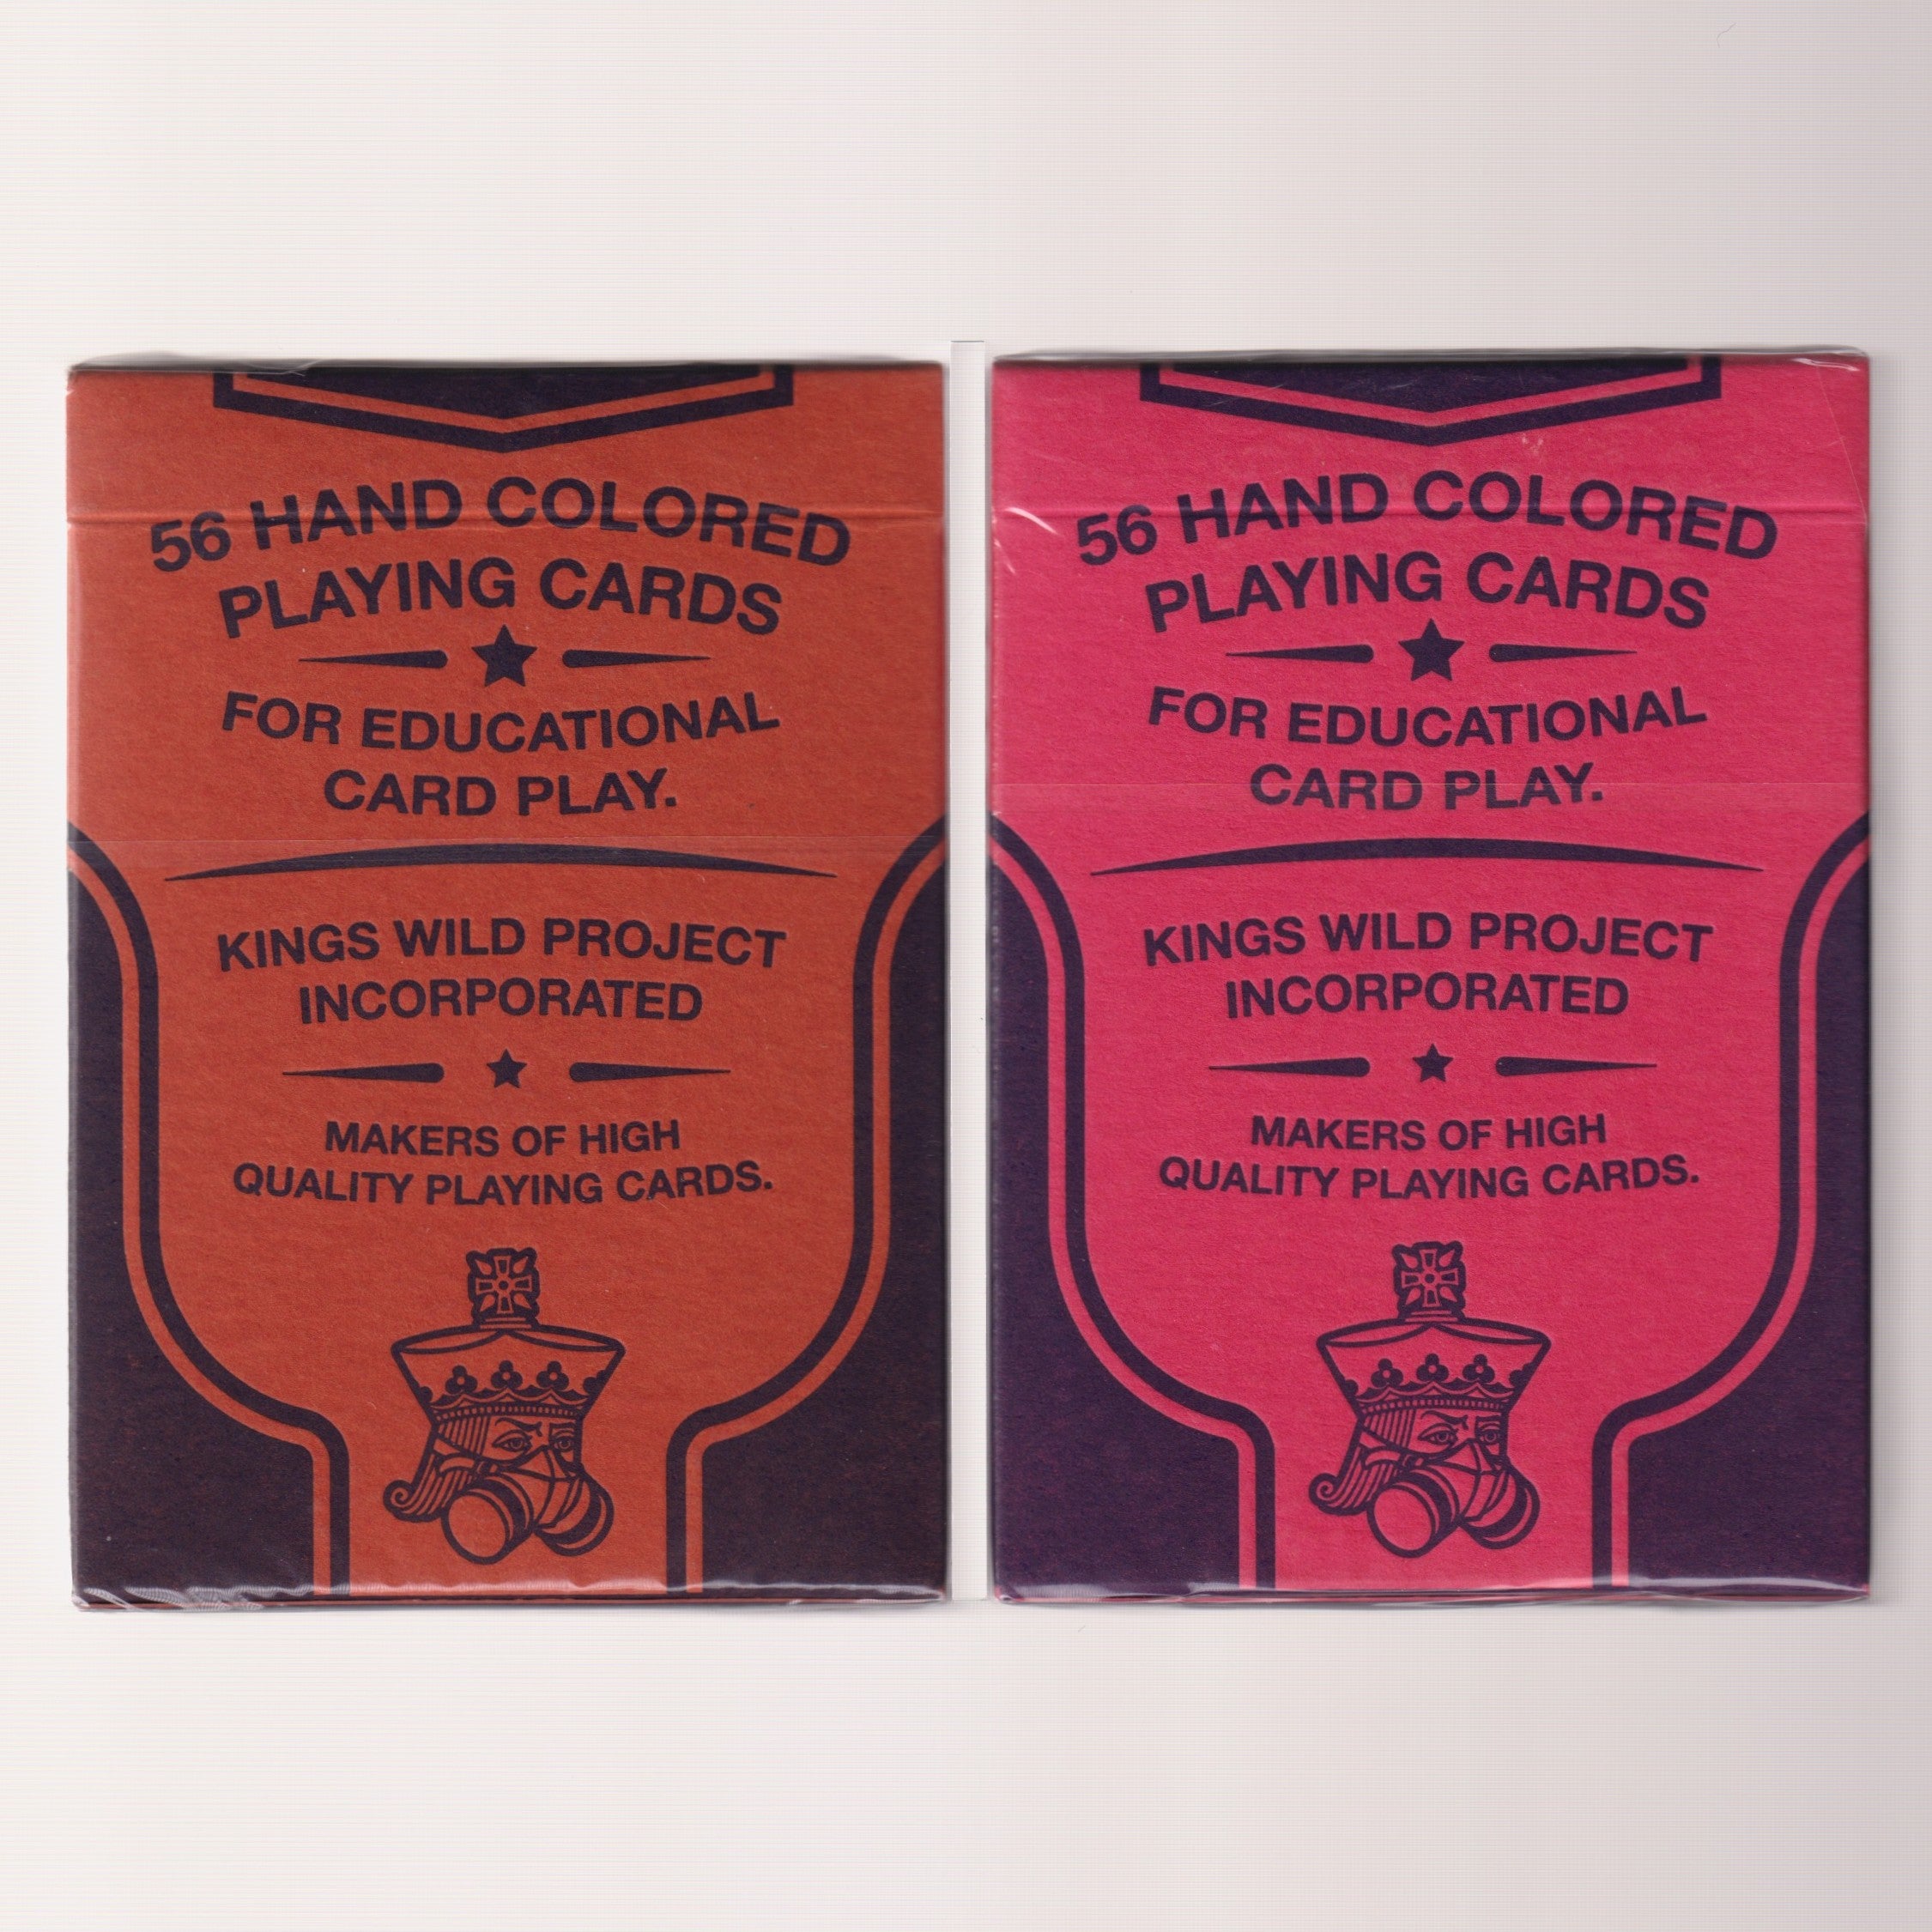 56 HAND COLORED
PLAYING CARDS
FOR EDUCATIONAL
CARD PLAY.
KINGS WILD PROJECT
INCORPORATED
MAKERS OF HIGH
QUALITY PLAYING CARDS.
56 HAND COLORED
PLAYING CARDS
FOR EDUCATIONAL
CARD PLAY.
KINGS WILD PROJECT
INCORPORATED
MAKERS OF HIGH
QUALITY PLAYING CARDS.